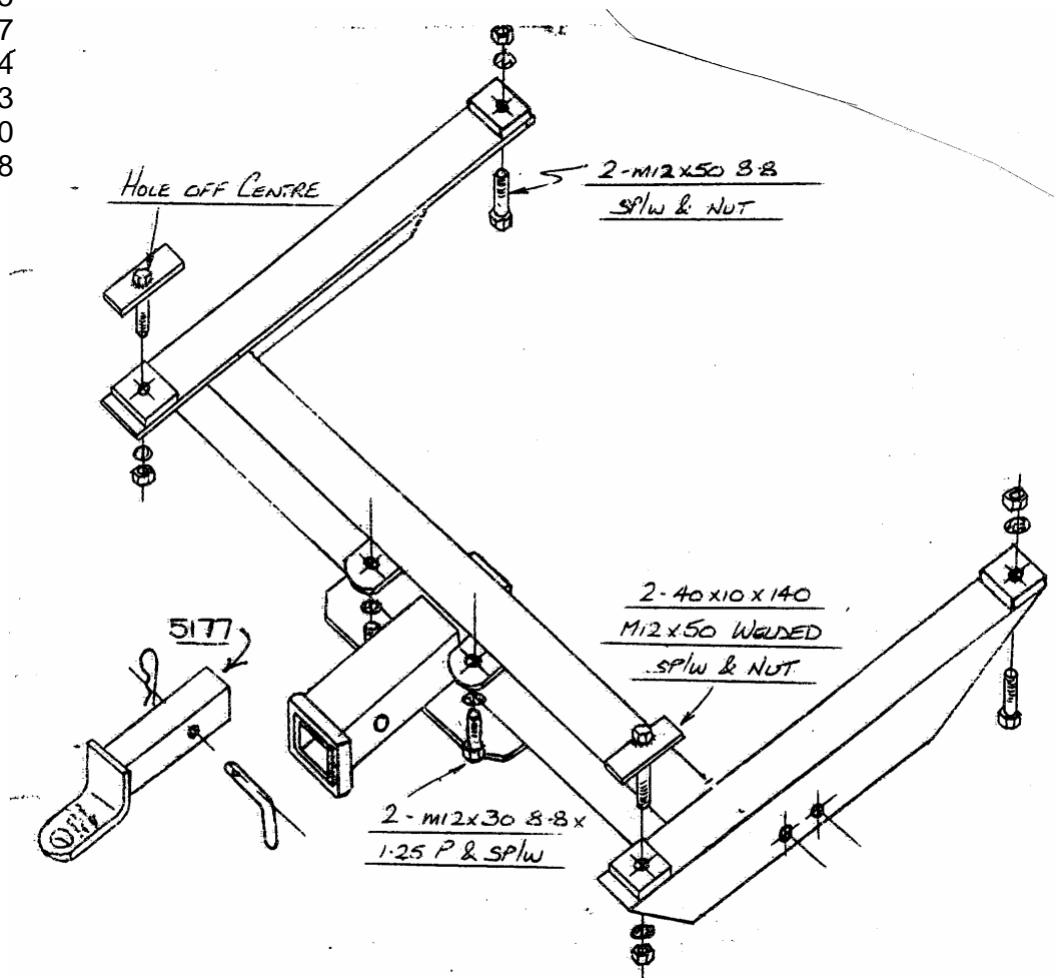 7
4
3
0
8
HOLE OFF CENTRE
2-M12x50 8·8
SP/W & NUT
2-40x10x140
M12x50 WELDED
SP/W & NUT
5177
2-M12x30 8·8x
1·25 P & SP/W